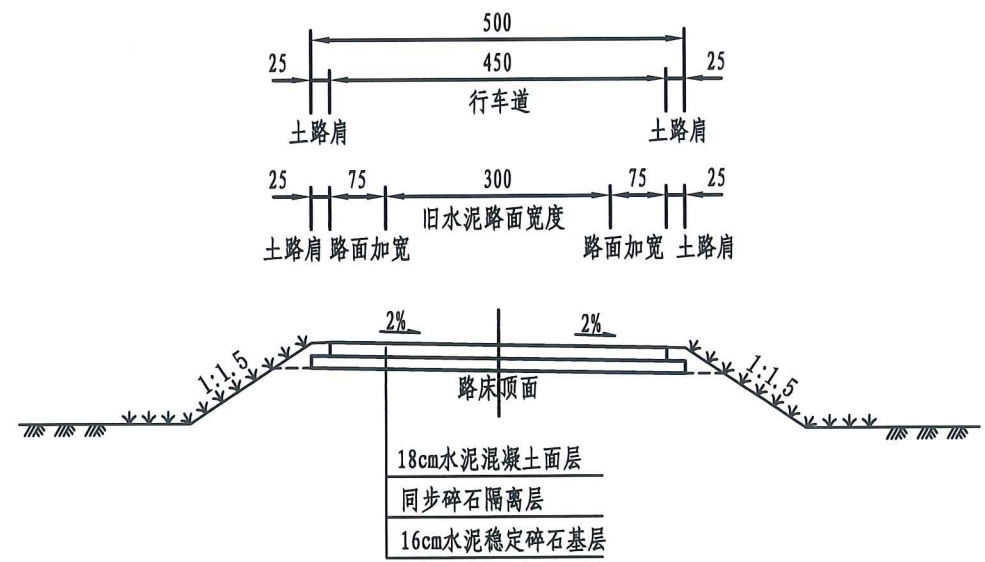 500
25 450 25
行车道
土路肩 土路肩
25 75 300 75 25
旧水泥路面宽度
土路肩 路面加宽 路面加宽 土路肩
2% 2%
1:1.5 1:1.5
路床顶面
18cm水泥混凝土面层
同步碎石隔离层
16cm水泥稳定碎石基层